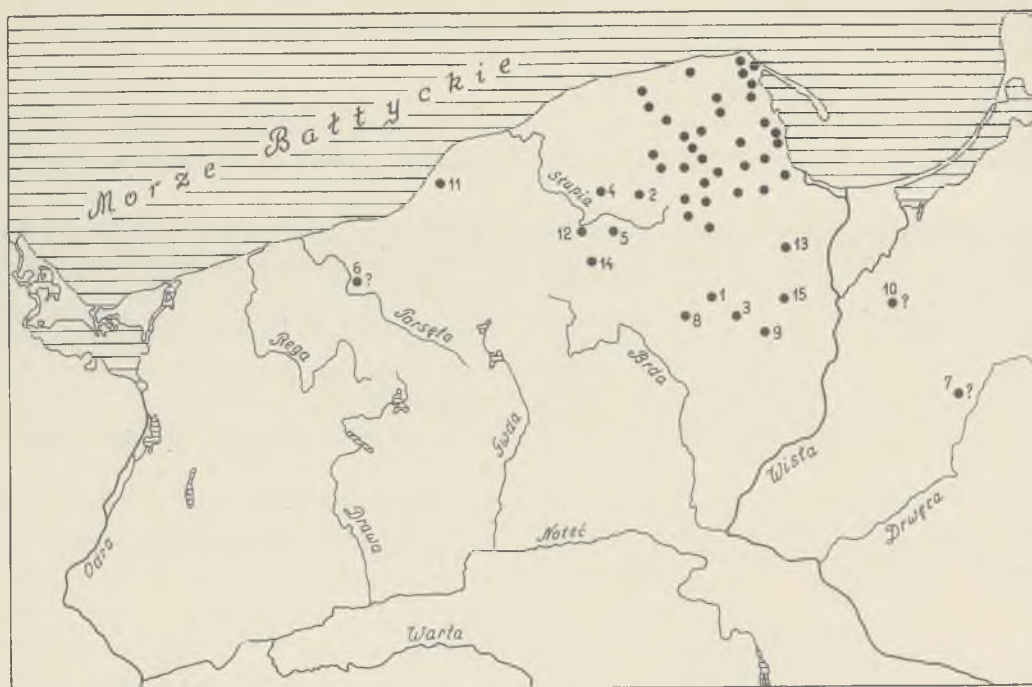 Morze Bałtyckie
11
Słupia
4
2
12
5
14
13
6 ?
1
15
10
?
8
3
9
Parsęta
Rega
Brda
7 ?
Gwda
Wisła
Drawa
Drwęca
Odra
Noteć
Warta